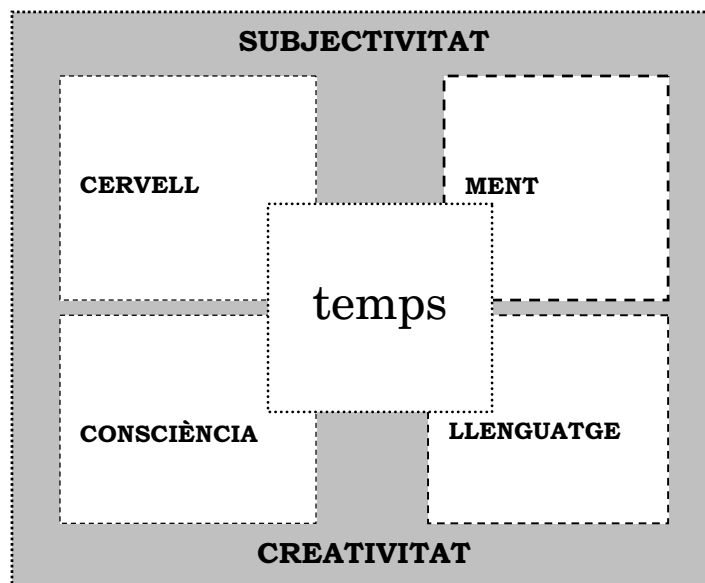 SUBJECTIVITAT
CERVELL
MENT
temps
CONSCIÈNCIA
LLENGUATGE
CREATIVITAT